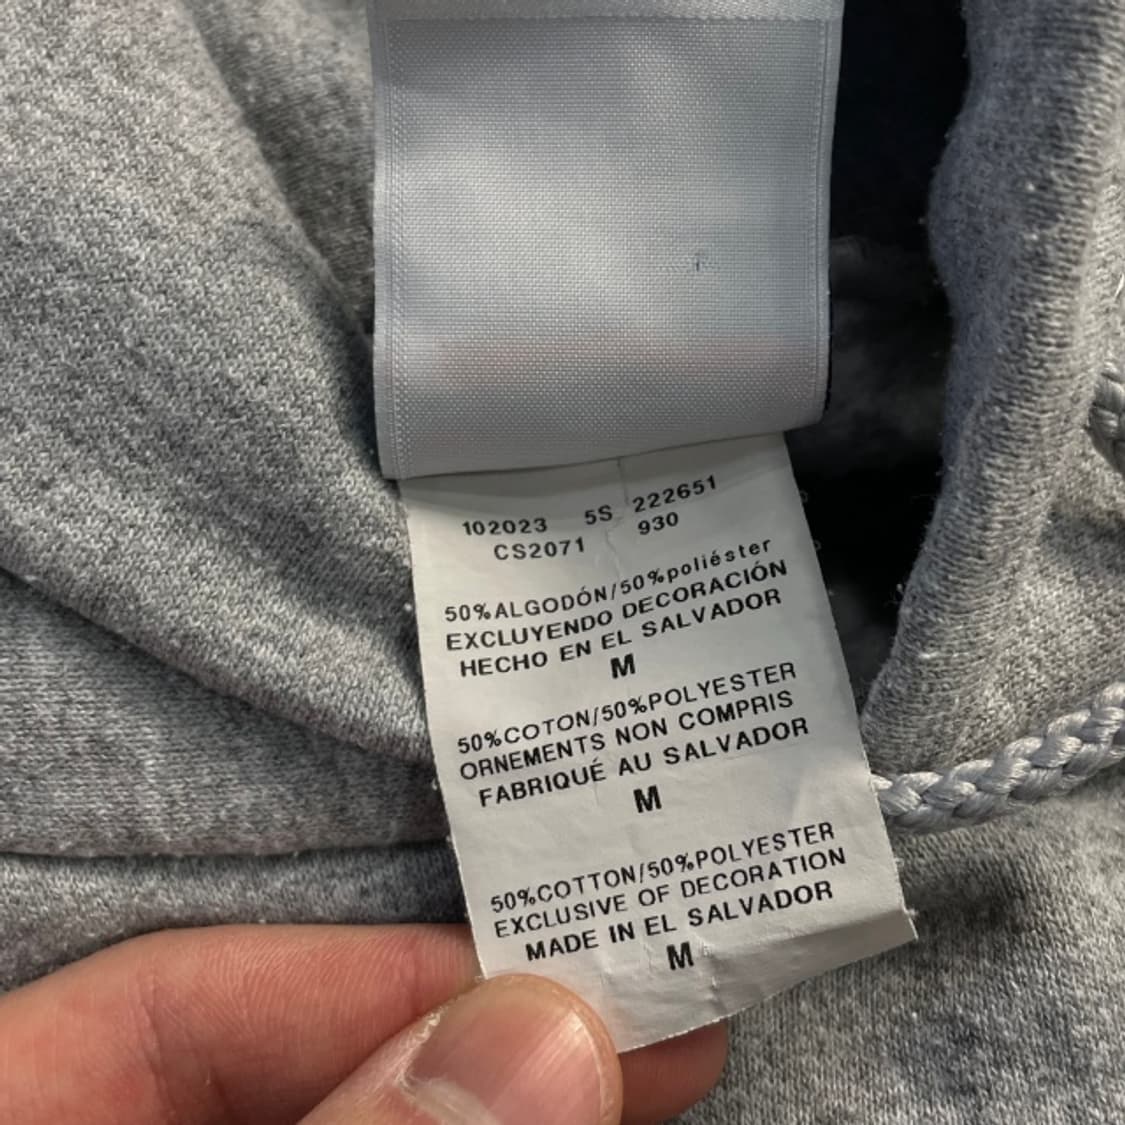 102023 5S 222651
CS2071 930
50%ALGODÓN/50%poliéster
EXCLUYENDO DECORACIÓN
HECHO EN EL SALVADOR
M
50%COTON/50%POLYESTER
ORNEMENTS NON COMPRIS
FABRIQUÉ AU SALVADOR
M
50%COTTON/50%POLYESTER
EXCLUSIVE OF DECORATION
MADE IN EL SALVADOR
M